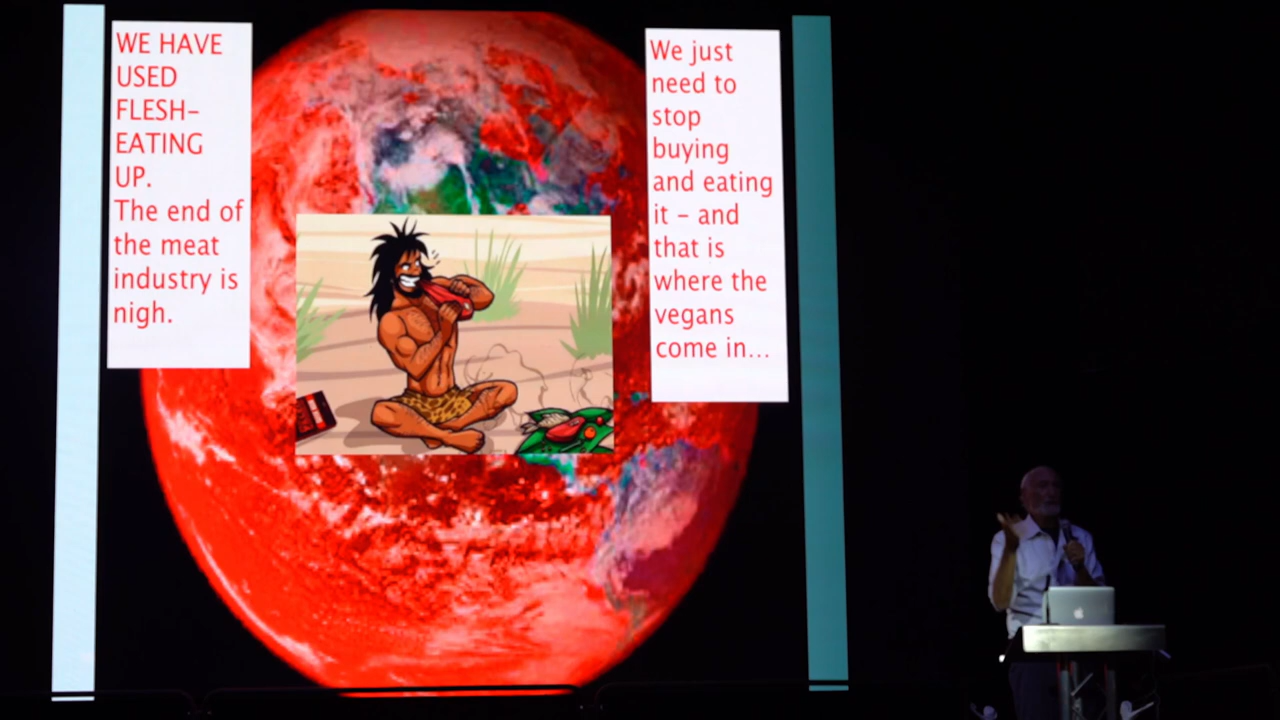 WE HAVE
USED
FLESH-
EATING
UP.
The end of
the meat
industry is
nigh.
We just
need to
stop
buying
and eating
it – and
that is
where the
vegans
come in...